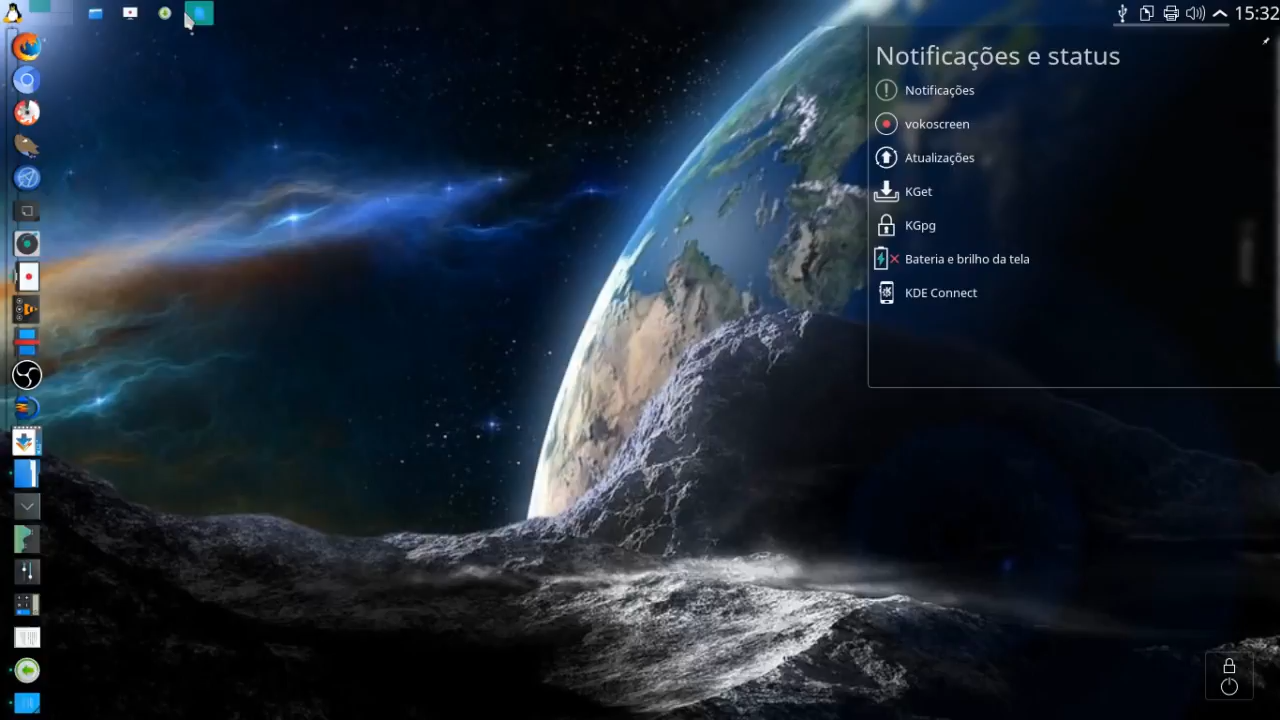 15:32
Notificações e status
Notificações
vokoscreen
Atualizações
KGet
KGpg
Bateria e brilho da tela
KDE Connect